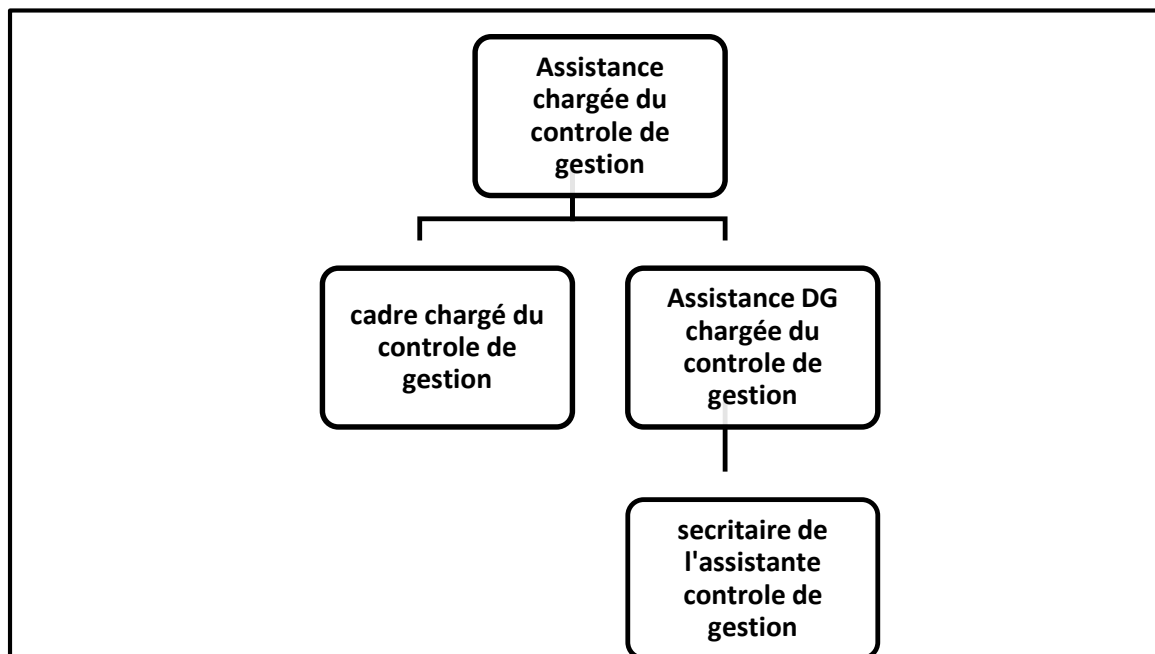 Assistance
chargée du
controle de
gestion
cadre chargé du
controle de
gestion
Assistance DG
chargée du
controle de
gestion
secritaire de
l'assistante
controle de
gestion